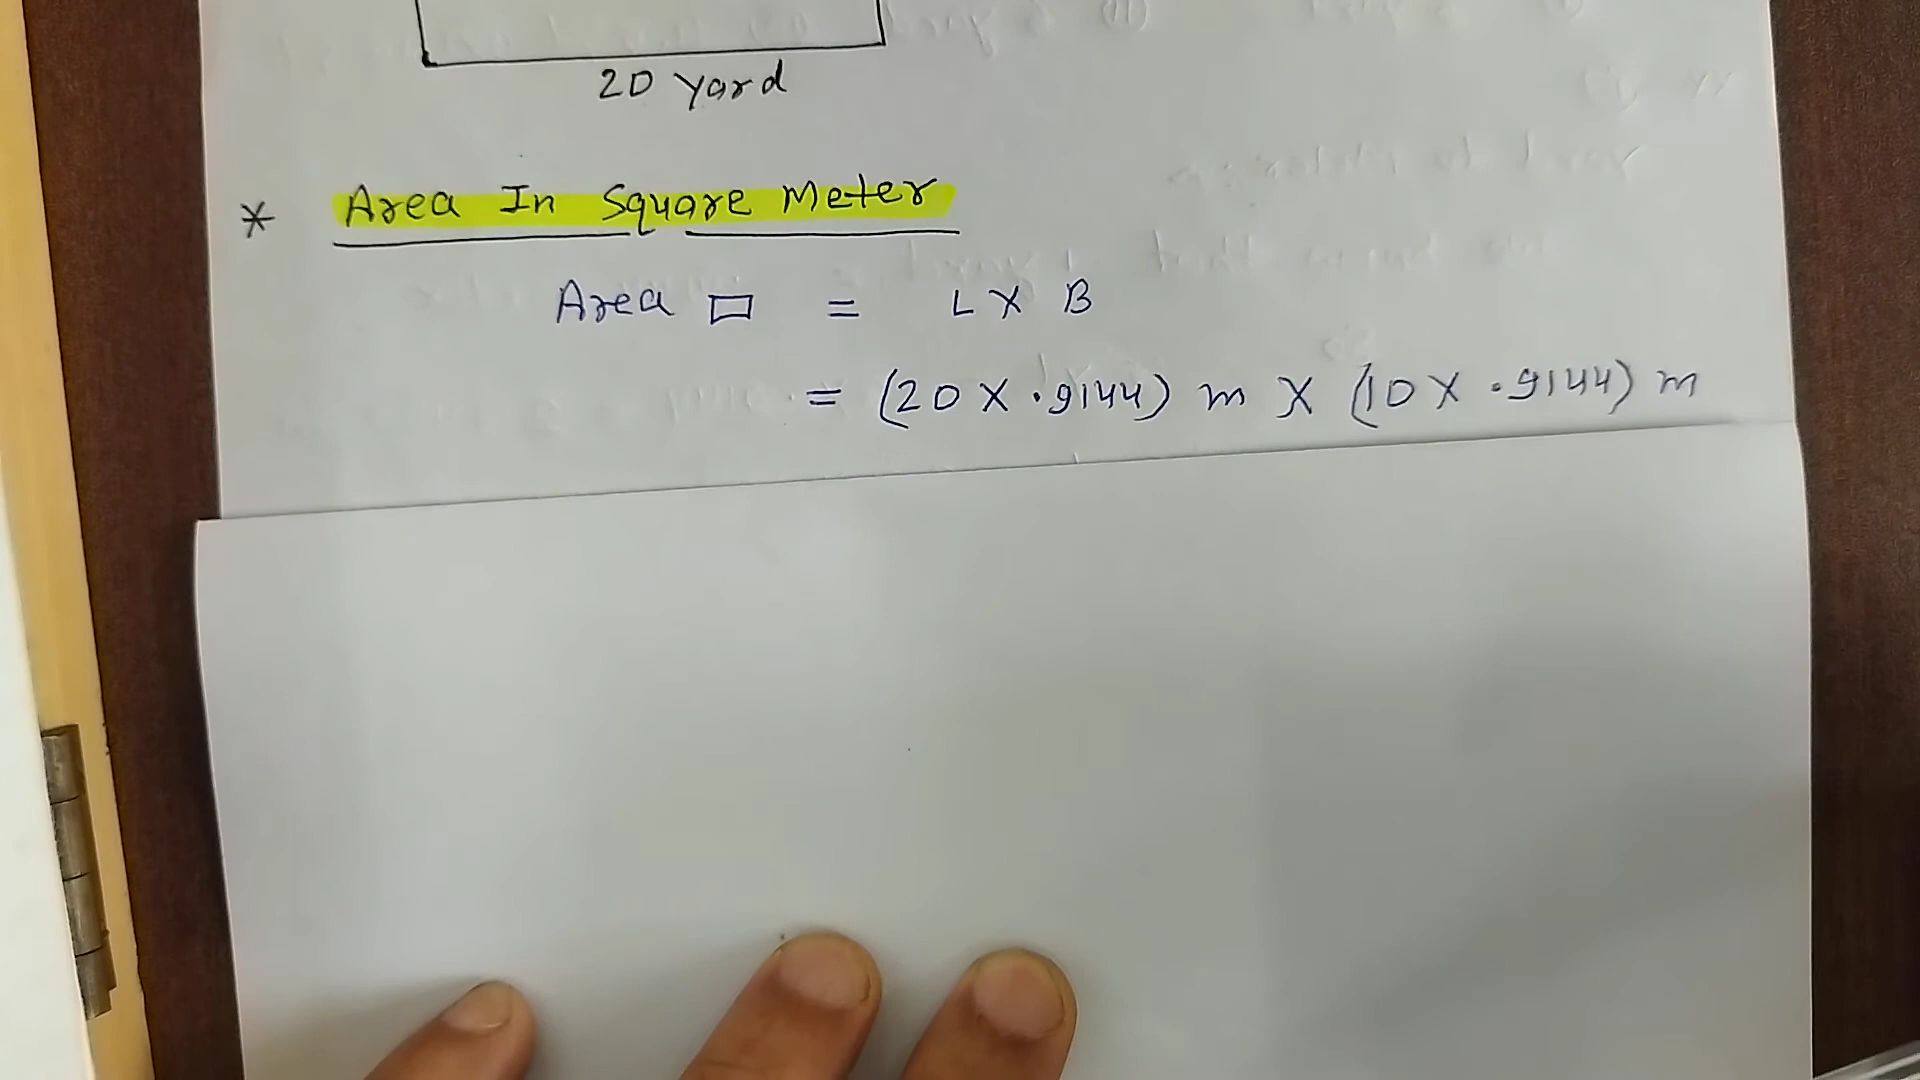 20 yard
* Area In Square Meter
Area ▭ = L X B
= (20 X .9144) m X (10 X .9144) m